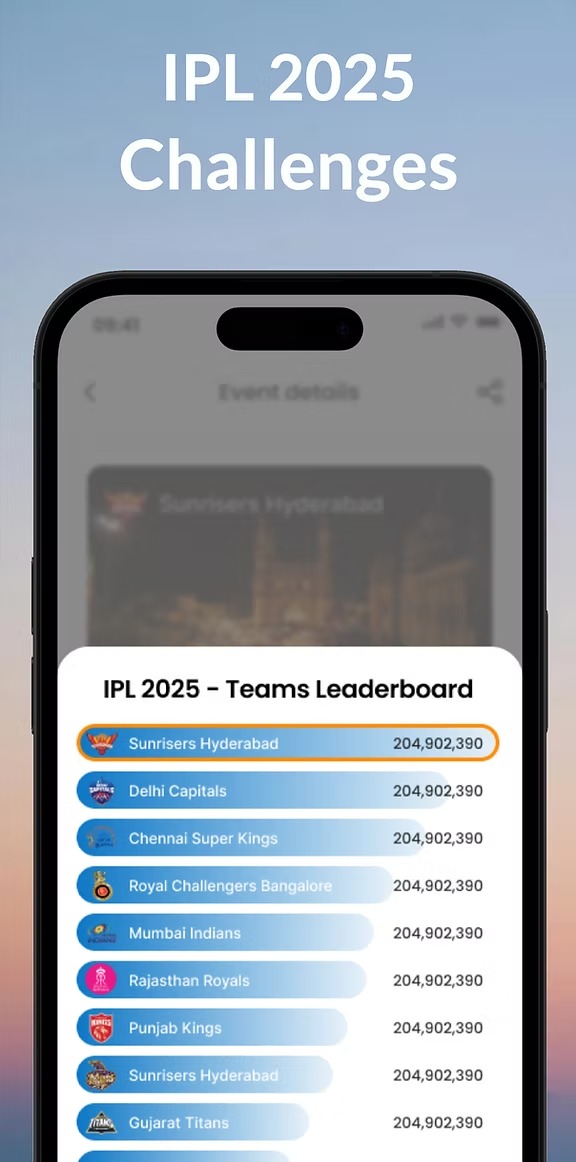 IPL 2025
Challenges
09:41
Event details
Sunrisers Hyderabad
IPL 2025 - Teams Leaderboard
Sunrisers Hyderabad 204,902,390
Delhi Capitals 204,902,390
Chennai Super Kings 204,902,390
Royal Challengers Bangalore 204,902,390
Mumbai Indians 204,902,390
Rajasthan Royals 204,902,390
Punjab Kings 204,902,390
Sunrisers Hyderabad 204,902,390
Gujarat Titans 204,902,390